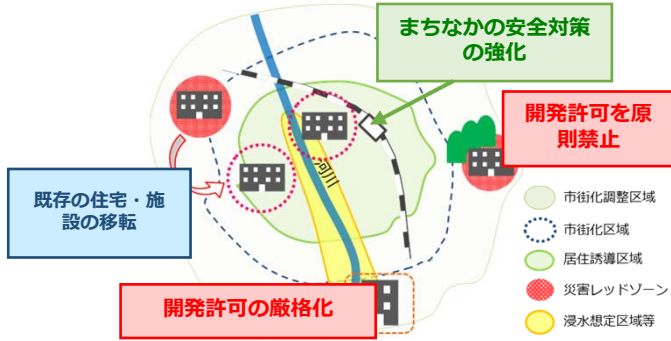 まちなかの安全対策
の強化
開発許可を原
則禁止
河川
既存の住宅・施
設の移転
開発許可の厳格化
市街化調整区域
市街化区域
居住誘導区域
災害レッドゾーン
浸水想定区域等